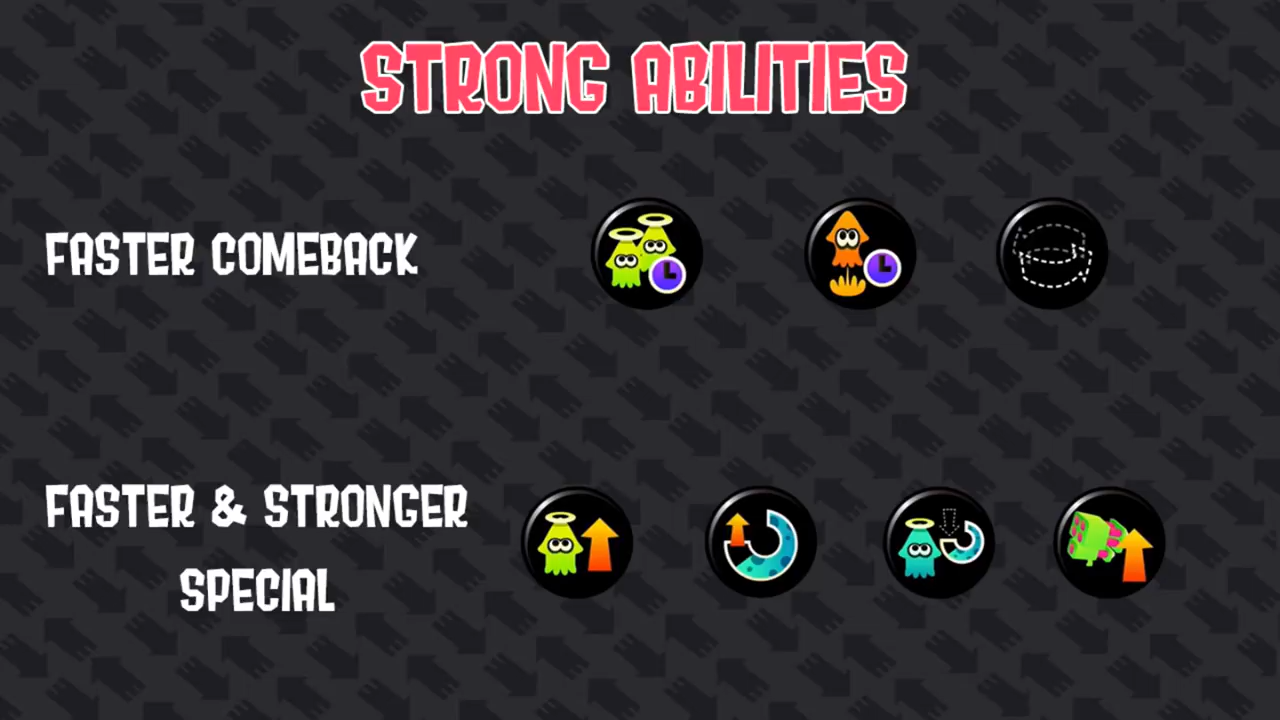 STRONG ABILITIES
FASTER COMEBACK
FASTER & STRONGER
SPECIAL